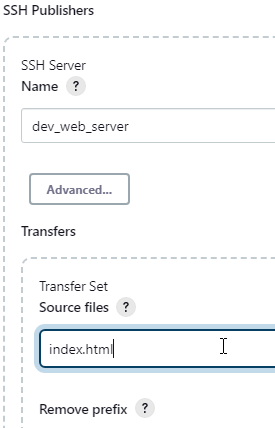 SSH Publishers
SSH Server
Name ?
dev_web_server
Advanced...
Transfers
Transfer Set
Source files ?
index.html
Remove prefix ?